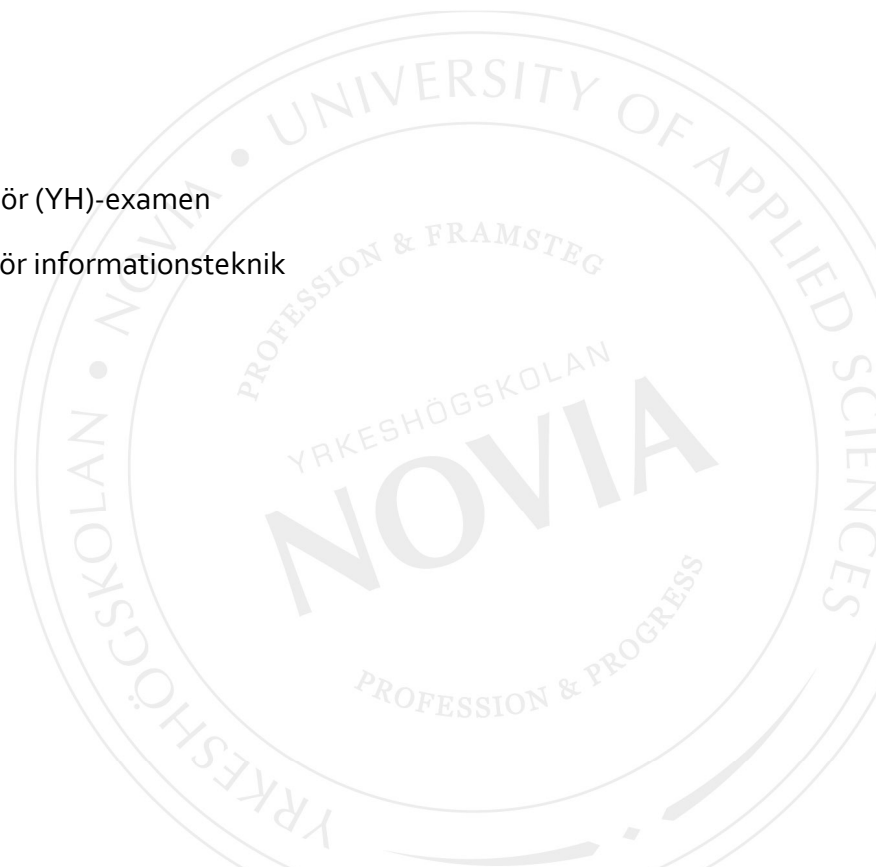 ör (YH)-examen
ör informationsteknik
YRKESHÖGSKOLAN • NOVIA • UNIVERSITY OF APPLIED SCIENCES
PROFESSION & FRAMSTEG
YRKESHÖGSKOLAN
NOVIA
PROFESSION & PROGRESS